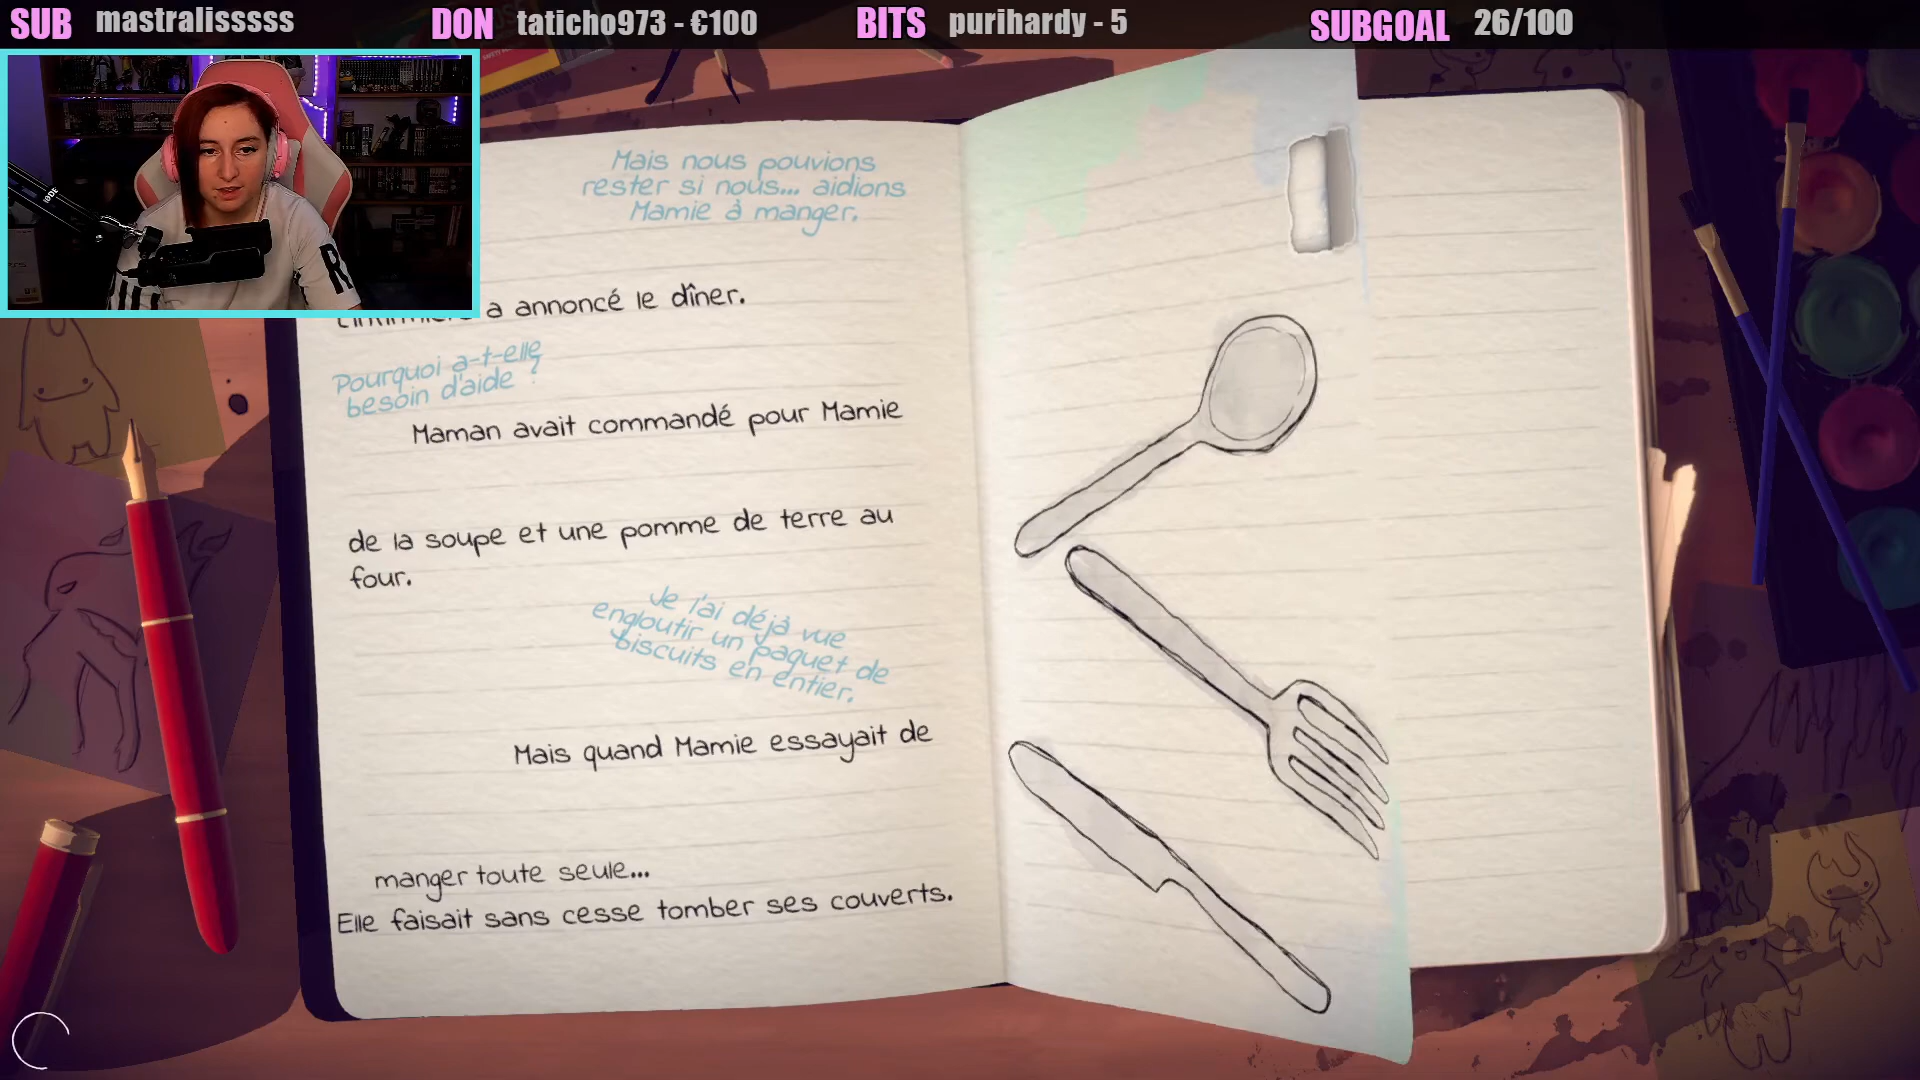 SUB mastralisssss DON taticho973 - €100 BITS purihardy - 5 SUBGOAL 26/100
Mais nous pouvions
rester si nous... aidions
Mamie à manger.
a annoncé le dîner.
Pourquoi a-t-elle
besoin d'aide ?
Maman avait commandé pour Mamie
de la soupe et une pomme de terre au
four.
Je l'ai déjà vue
engloutir un paquet de
biscuits en entier.
Mais quand Mamie essayait de
manger toute seule...
Elle faisait sans cesse tomber ses couverts.